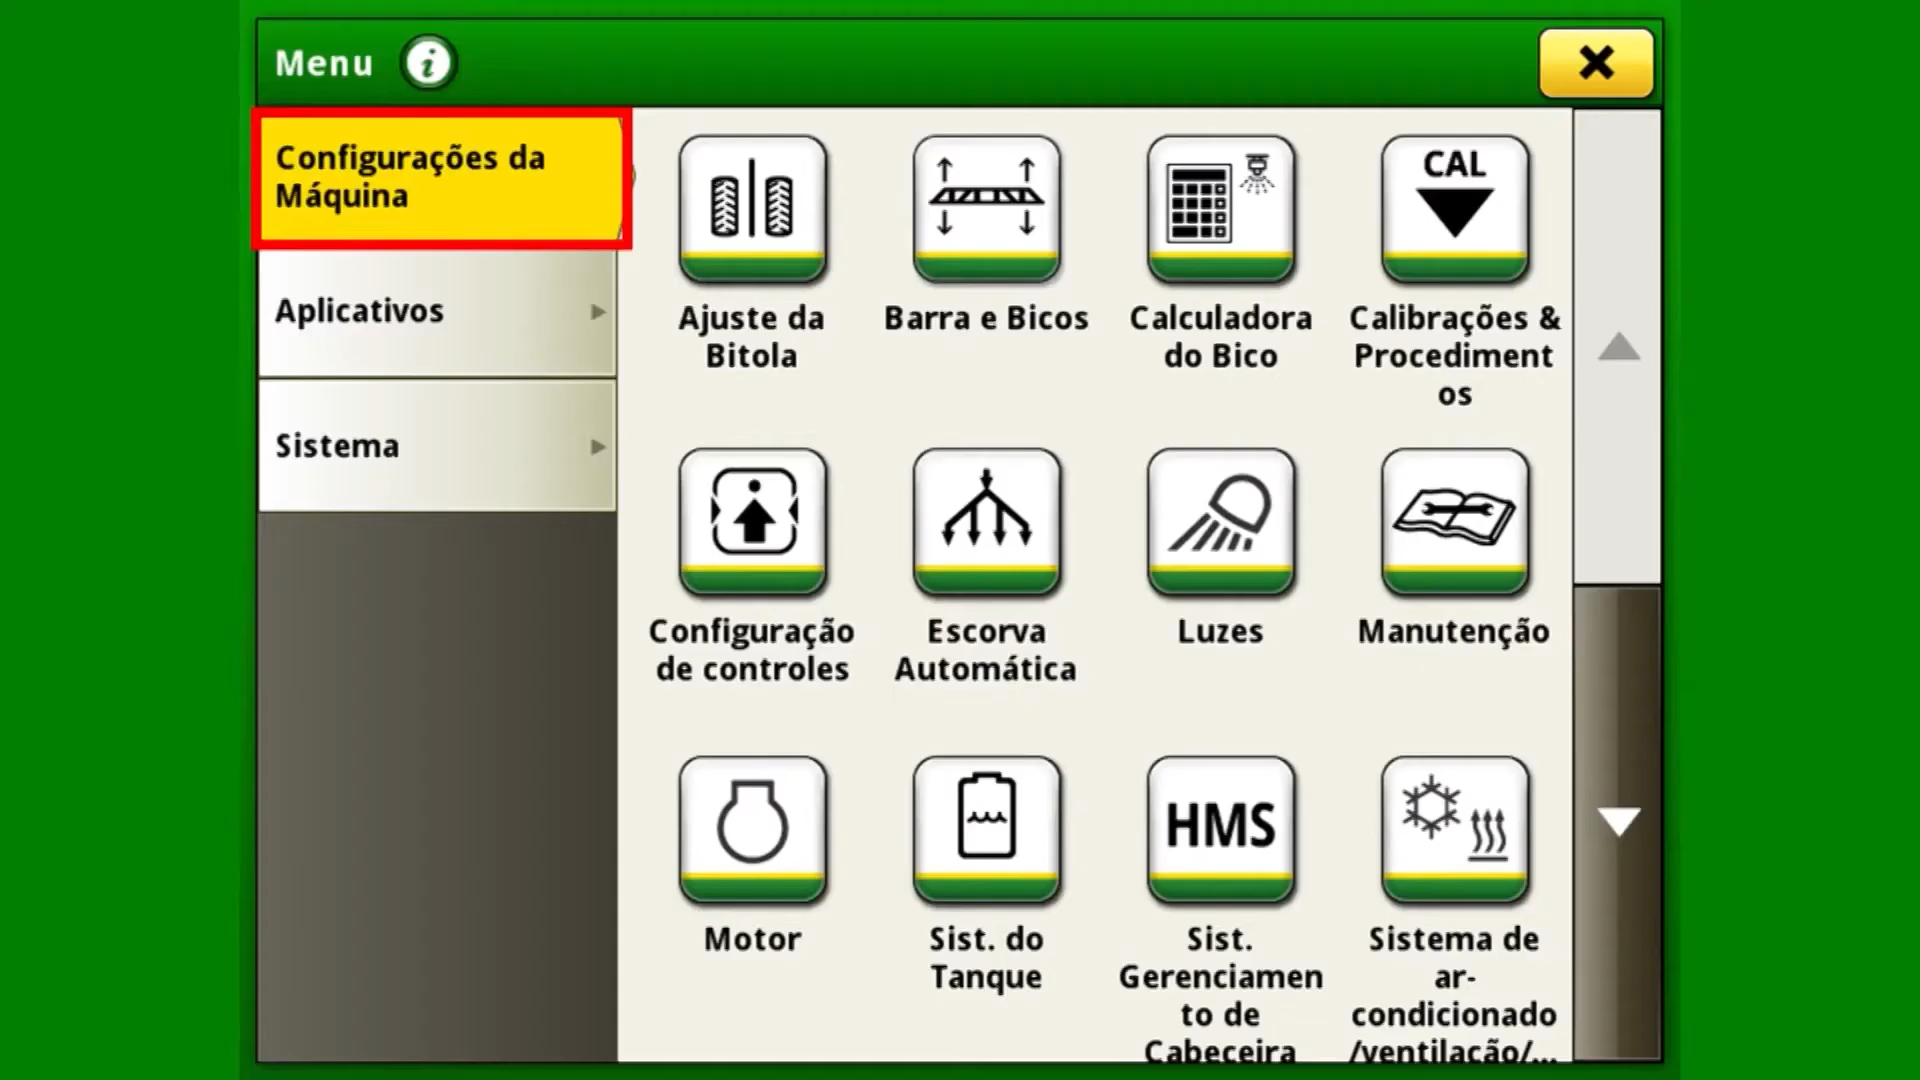 Menu
Configurações da
Máquina
Aplicativos
Sistema
Ajuste da
Bitola
Barra e Bicos
Calculadora
do Bico
CAL
Calibrações &
Procediment
os
Configuração
de controles
Escorva
Automática
Luzes
Manutenção
Motor
Sist. do
Tanque
HMS
Sist.
Gerenciamen
to de
Cabeceira
Sistema de
ar-
condicionado
/ventilação/...